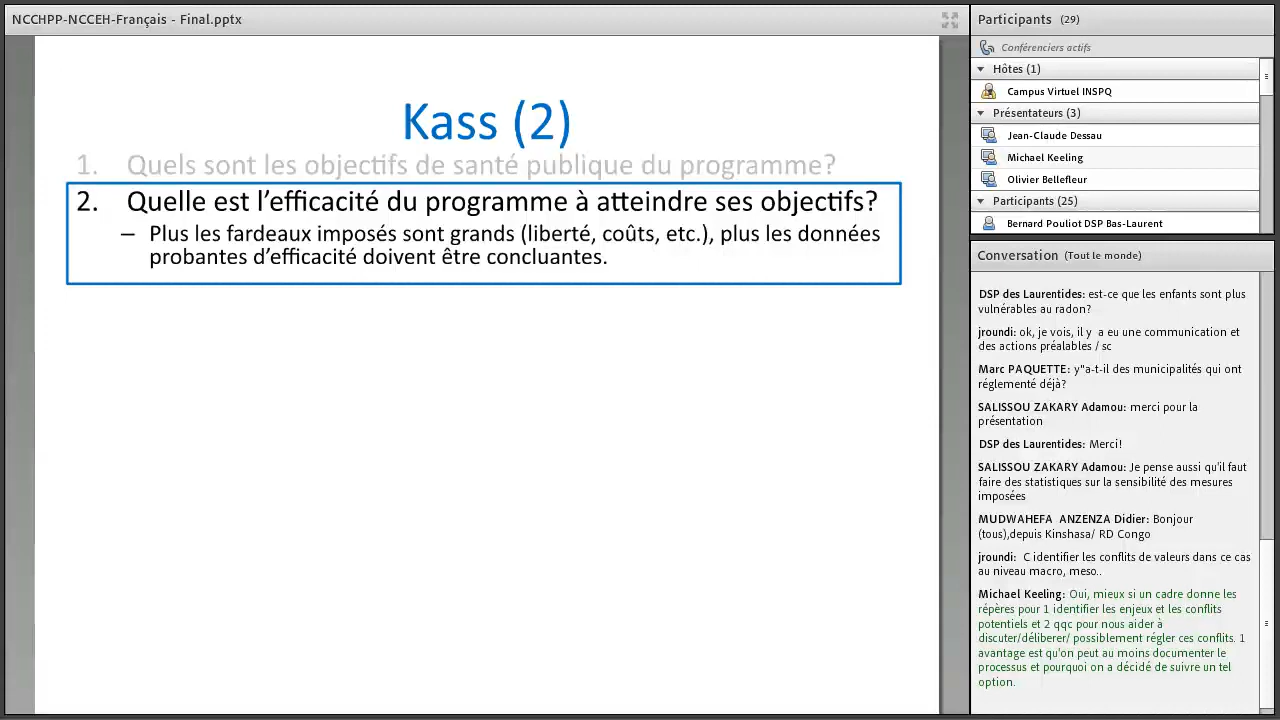 NCCHPP-NCCEH-Français - Final.pptx
Kass (2)
1. Quels sont les objectifs de santé publique du programme?
2. Quelle est l’efficacité du programme à atteindre ses objectifs?
– Plus les fardeaux imposés sont grands (liberté, coûts, etc.), plus les données
probantes d’efficacité doivent être concluantes.
Participants (29)
Conférenciers actifs
Hôtes (1)
Campus Virtuel INSPQ
Présentateurs (3)
Jean-Claude Dessau
Michael Keeling
Olivier Bellefleur
Participants (25)
Bernard Pouliot DSP Bas-Laurent
Conversation (Tout le monde)
DSP des Laurentides: est-ce que les enfants sont plus
vulnérables au radon?
jroundi: ok, je vois, il y a eu une communication et
des actions préalables / sc
Marc PAQUETTE: y"a-t-il des municipalités qui ont
réglementé déjà?
SALISSOU ZAKARY Adamou: merci pour la
présentation
DSP des Laurentides: Merci!
SALISSOU ZAKARY Adamou: Je pense aussi qu'il faut
faire des statistiques sur la sensibilité des mesures
imposées
MUDWAHEFA ANZENZA Didier: Bonjour
(tous),depuis Kinshasa/ RD Congo
jroundi: C identifier les conflits de valeurs dans ce cas
au niveau macro, meso..
Michael Keeling: Oui, mieux si un cadre donne les
répères pour 1 identifier les enjeux et les conflits
potentiels et 2 qqc pour nous aider à
discuter/déliberer/ possiblement régler ces conflits. 1
avantage est qu'on peut au moins documenter le
processus et pourquoi on a décidé de suivre un tel
option.